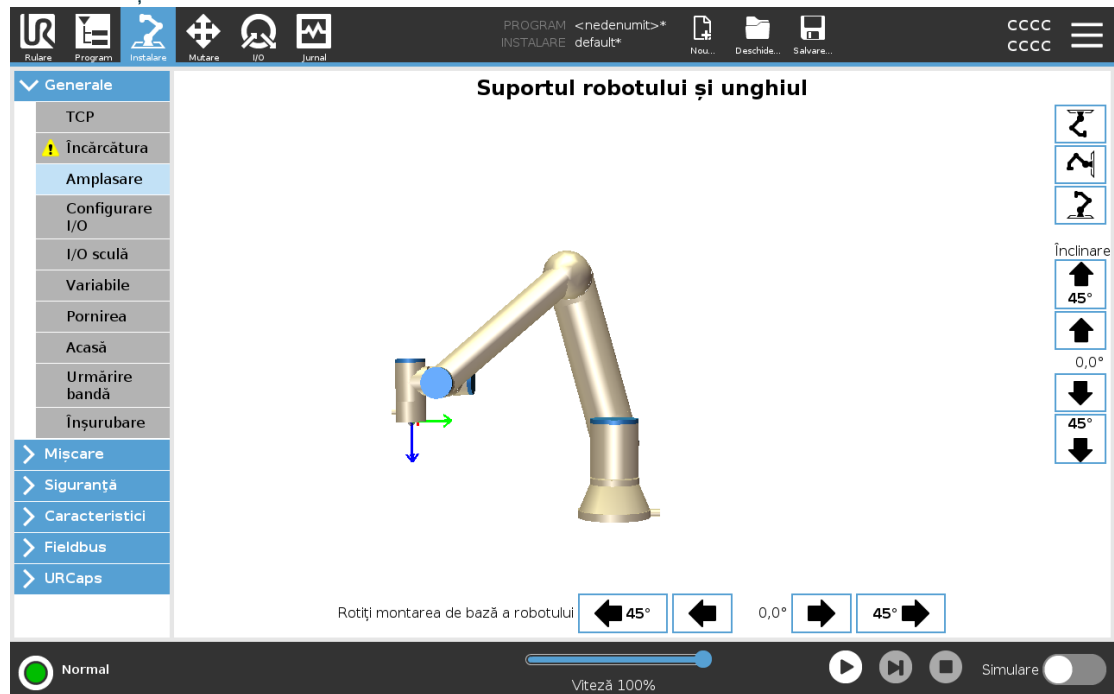 PROGRAM <nedenumit>*
INSTALARE default*
CCCC
CCCC
Rulare Program Instalare Mutare I/O Jurnal Nou... Deschide... Salvare...
Generale
TCP
Încărcătura
Amplasare
Configurare
I/O
I/O sculă
Variabile
Pornirea
Acasă
Urmărire
bandă
Înșurubare
Mișcare
Siguranță
Caracteristici
Fieldbus
URCaps
Suportul robotului și unghiul
Înclinare
45°
0,0°
45°
Rotiți montarea de bază a robotului 45° 0,0° 45°
Normal
Viteză 100%
Simulare